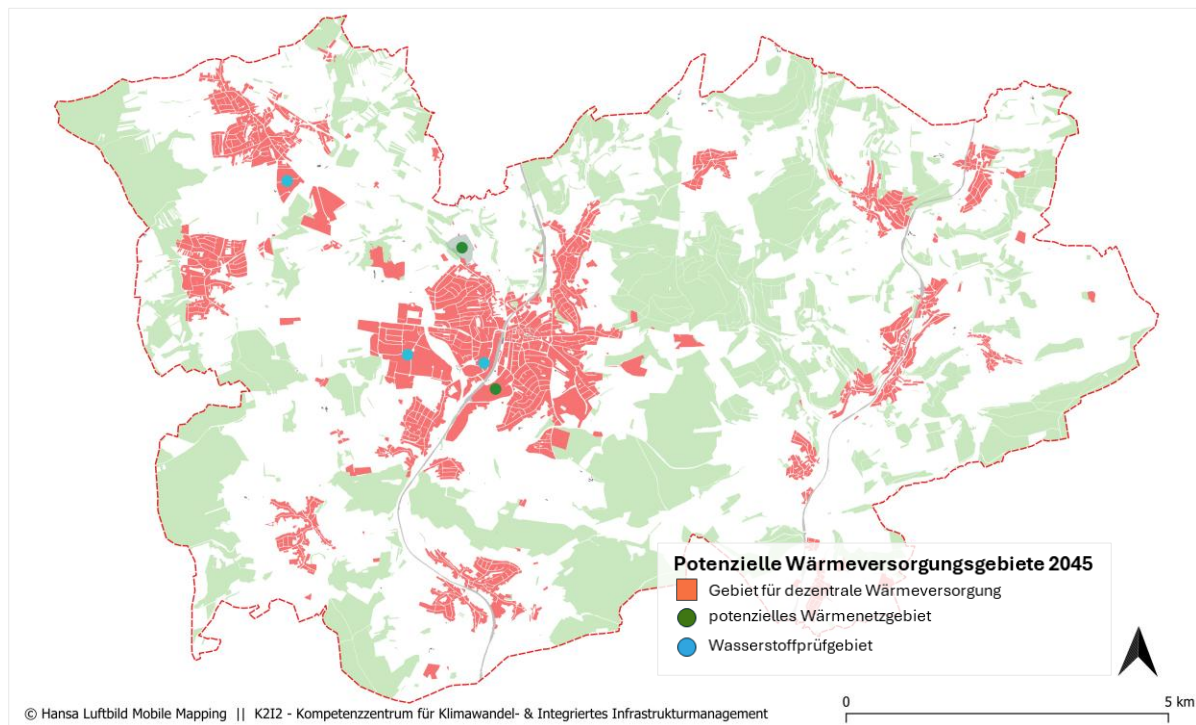 Potenzielle Wärmeversorgungsgebiete 2045
Gebiet für dezentrale Wärmeversorgung
potenzielles Wärmenetzgebiet
Wasserstoffprüfgebiet
0 5 km
© Hansa Luftbild Mobile Mapping || K2I2 - Kompetenzzentrum für Klimawandel- & Integriertes Infrastrukturmanagement